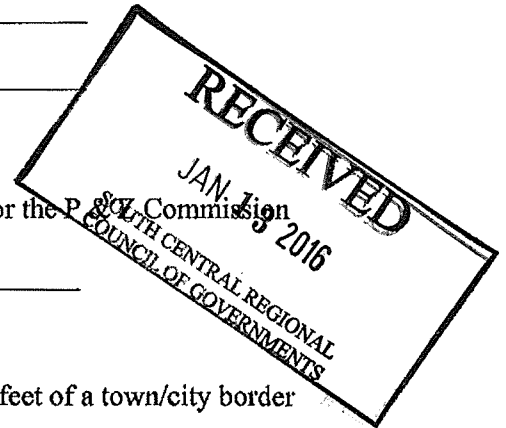 RECEIVED
JAN 13 2016
SOUTH CENTRAL REGIONAL
COUNCIL OF GOVERNMENTS
or the P & Z Commission
feet of a town/city border